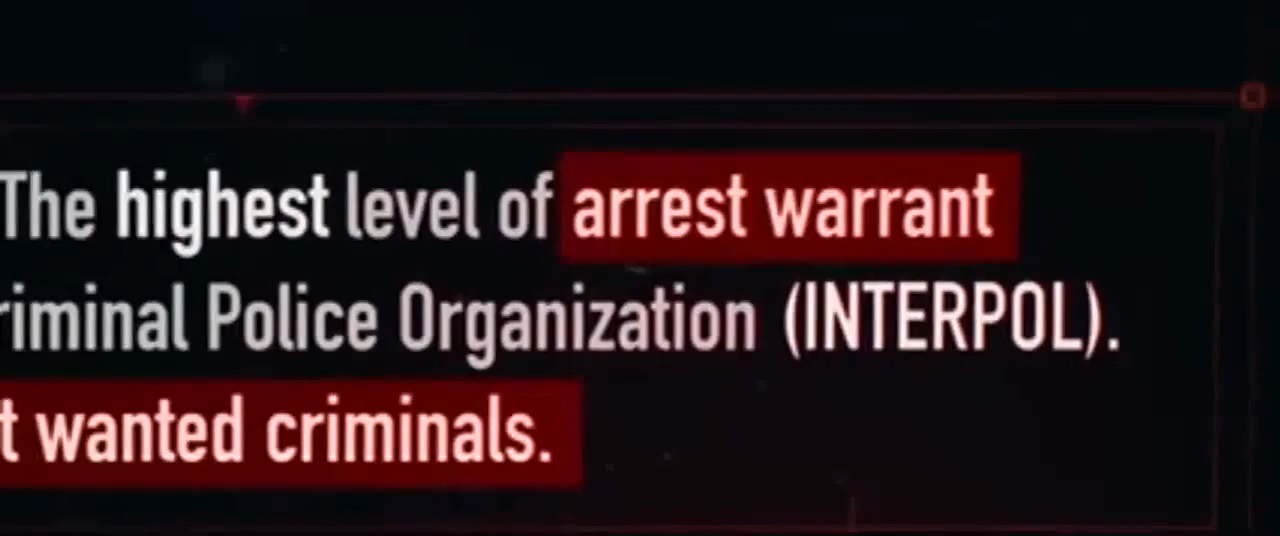 The highest level of arrest warrant
riminal Police Organization (INTERPOL).
t wanted criminals.